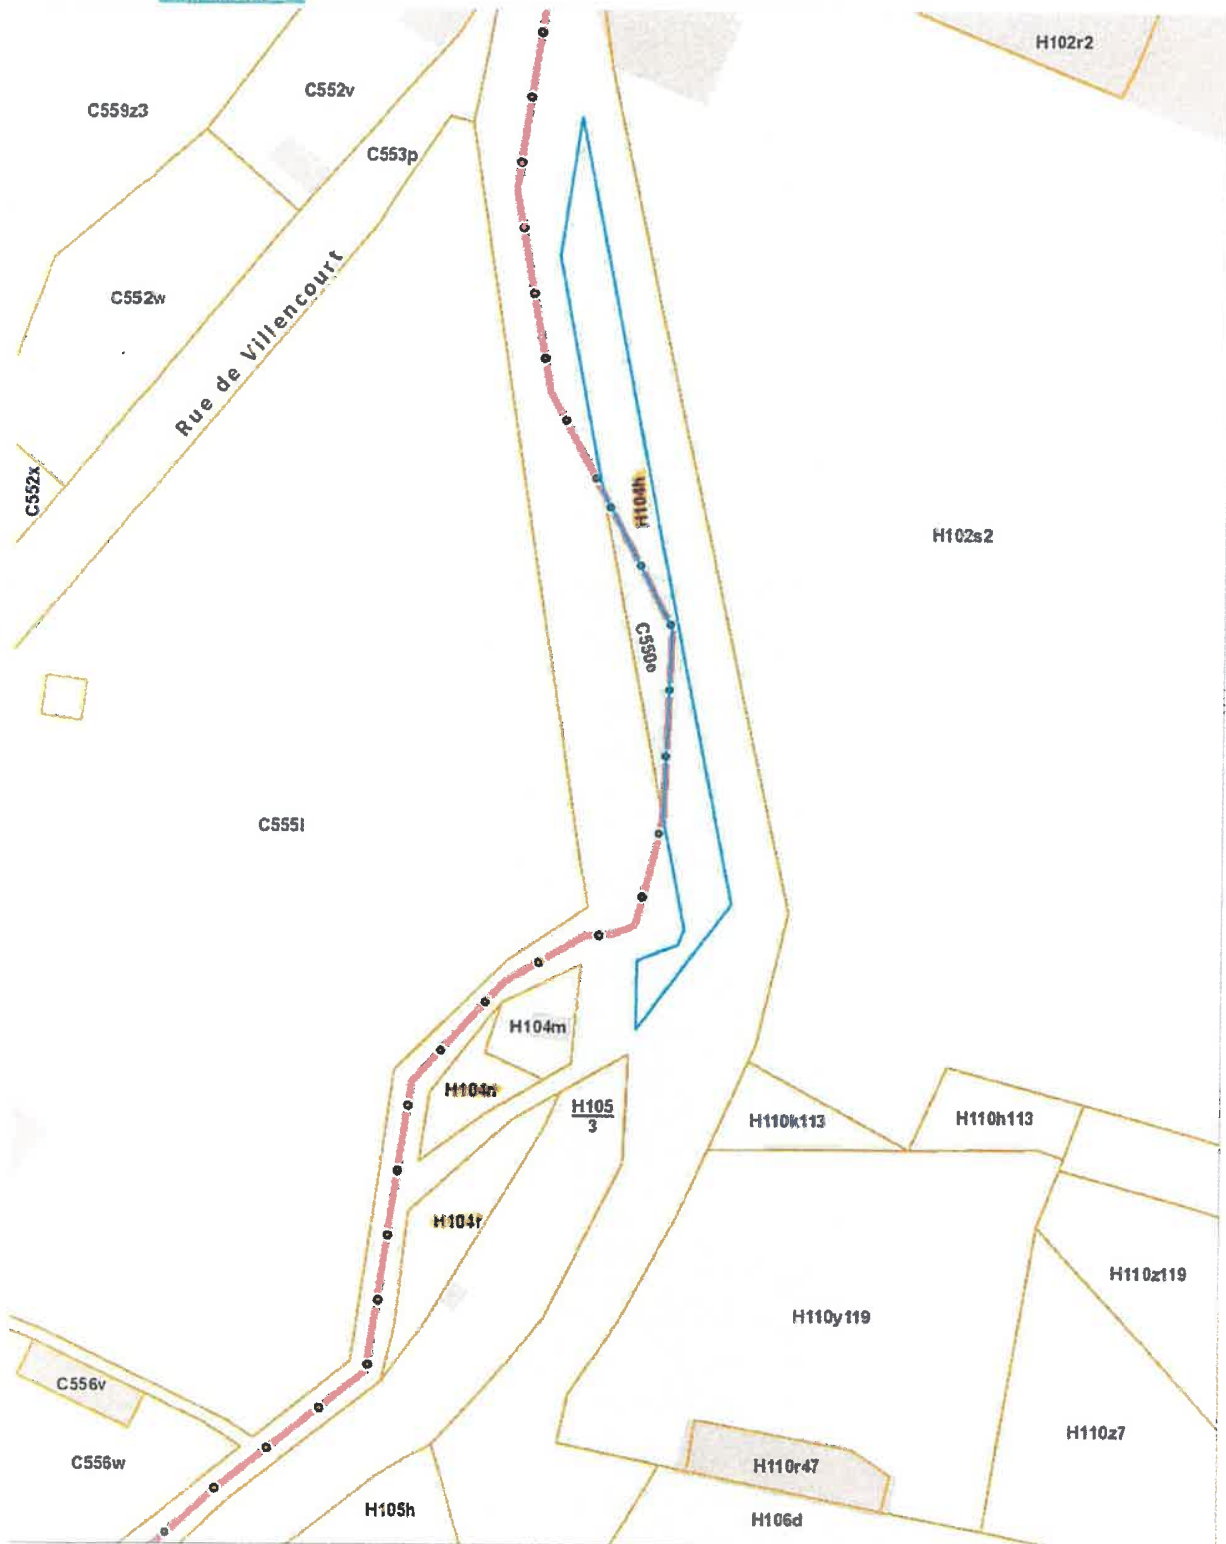 H102r2
C552v
C559z3
C553p
C552w
Rue de Villencourt
C552x
H104h
H102s2
C550o
C555l
H104m
H104n
H105
3
H110k113
H110h113
H104r
H110z119
H110y119
C556v
H110z7
C556w
H110r47
H105h
H106d